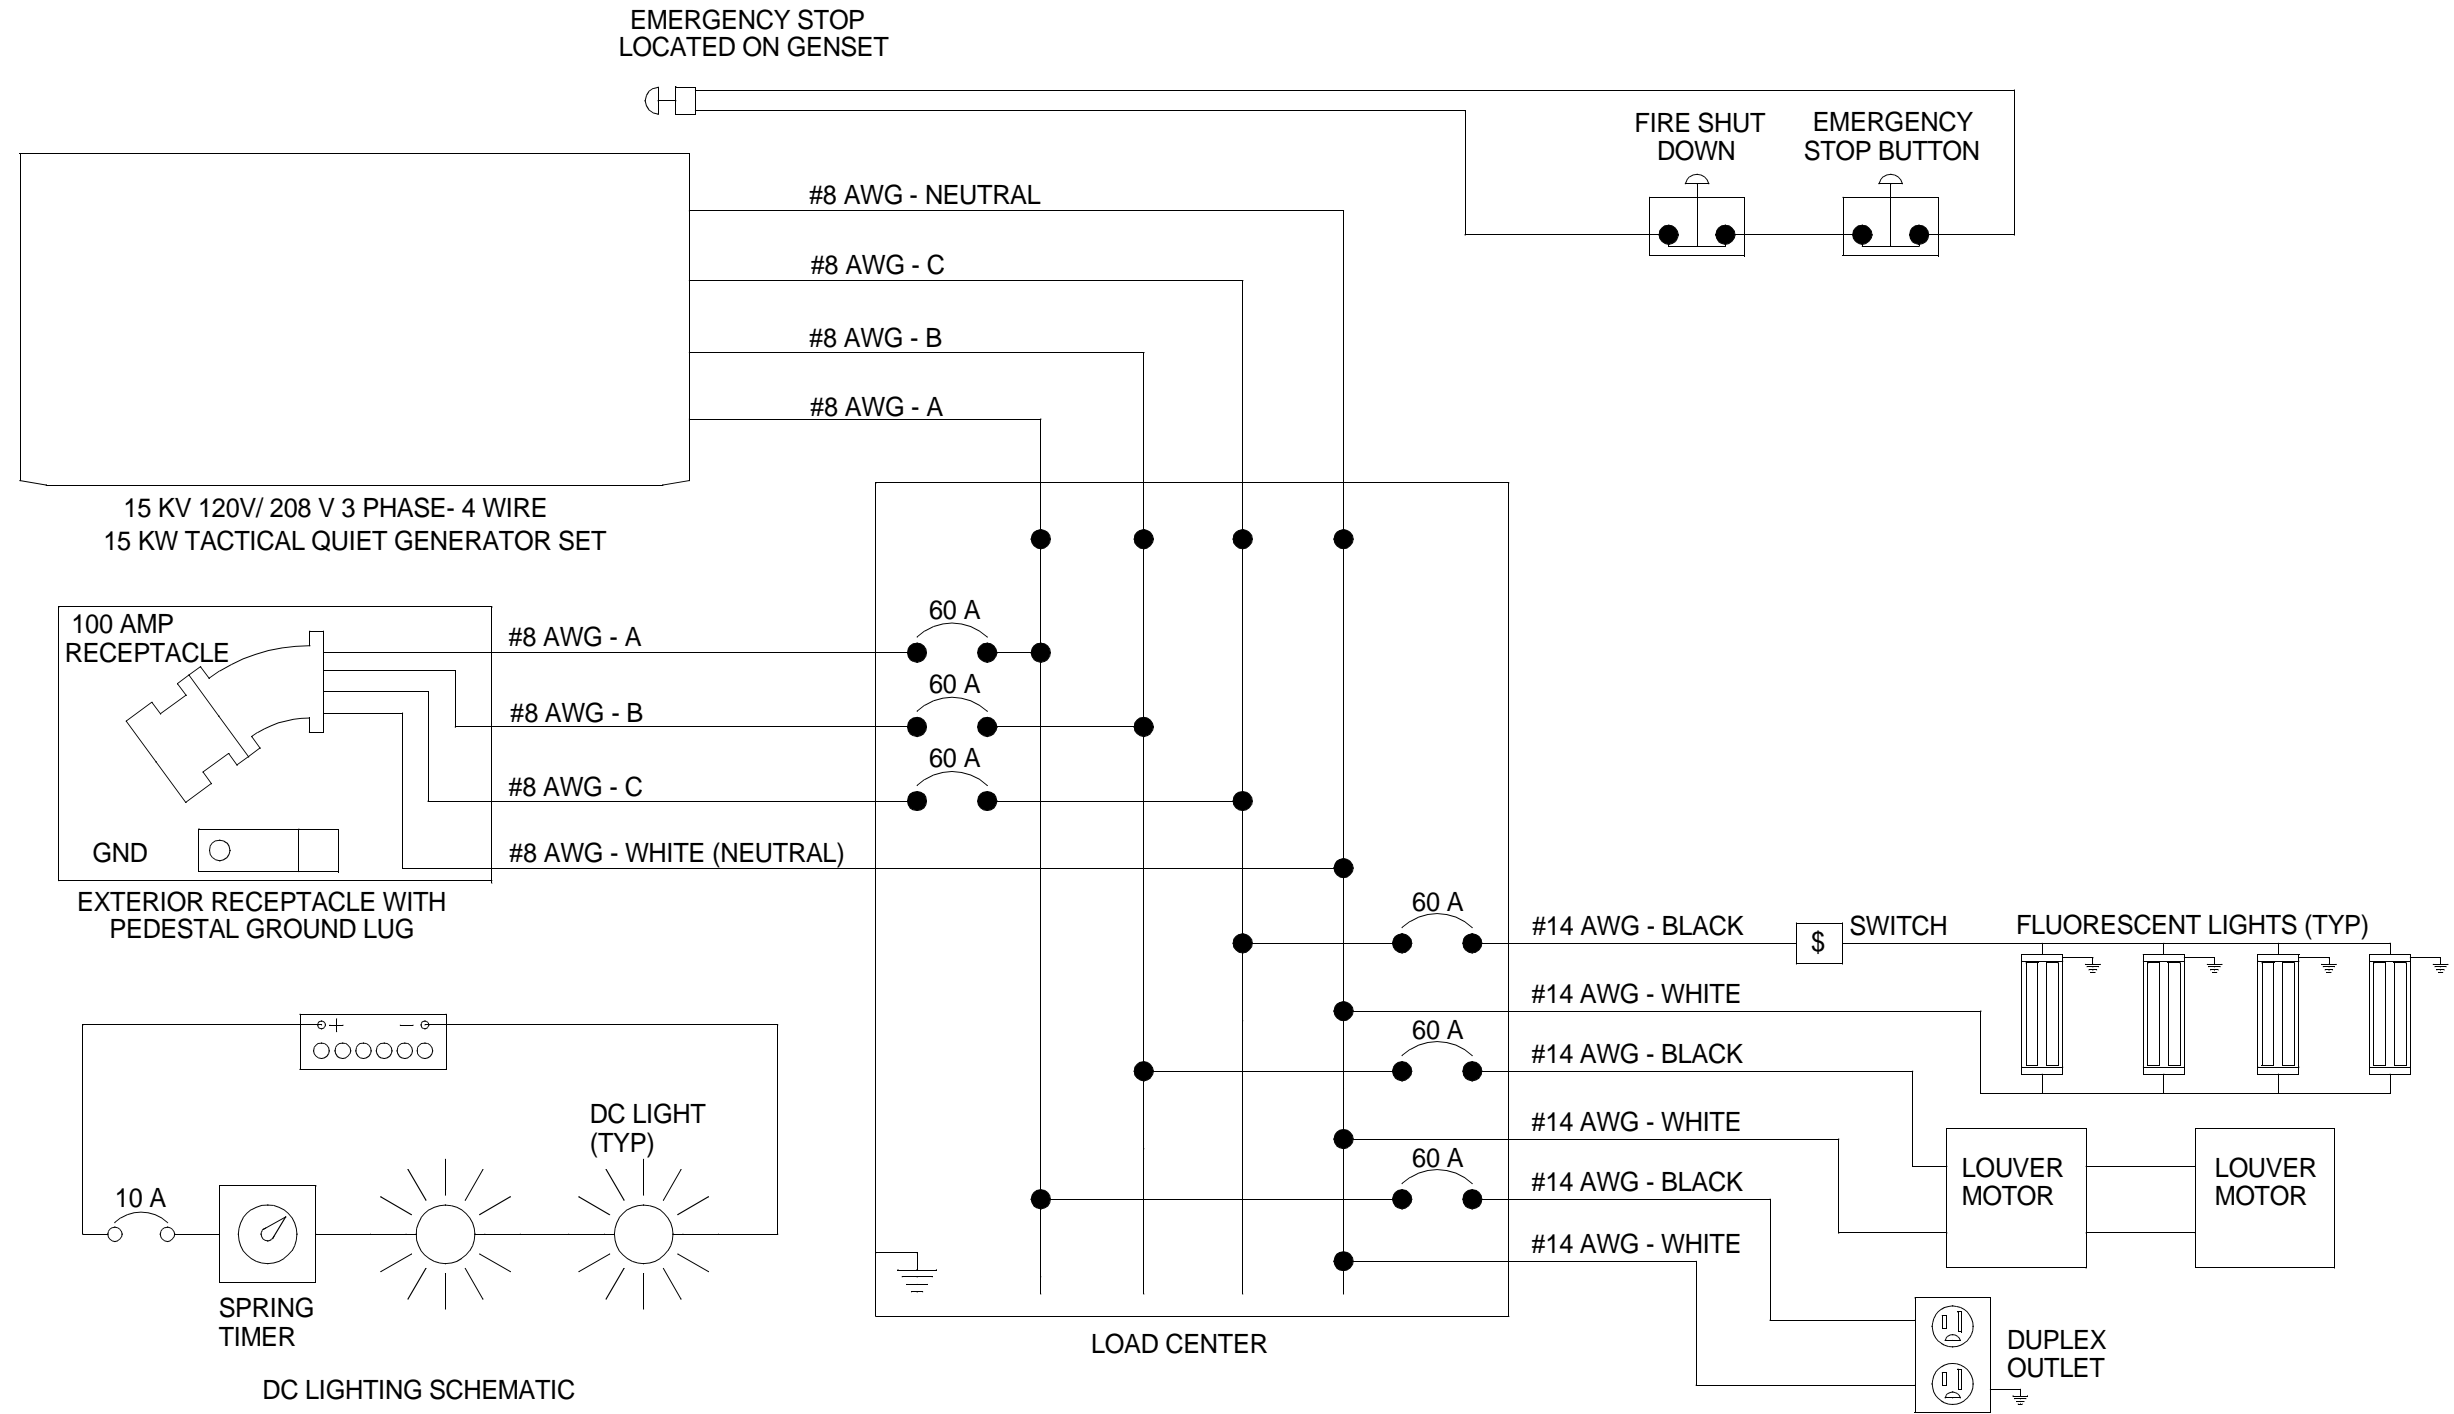 EMERGENCY STOP
LOCATED ON GENSET
FIRE SHUT
DOWN
EMERGENCY
STOP BUTTON
#8 AWG - NEUTRAL
#8 AWG - C
#8 AWG - B
#8 AWG - A
15 KV 120V/ 208 V 3 PHASE- 4 WIRE
15 KW TACTICAL QUIET GENERATOR SET
100 AMP
RECEPTACLE
#8 AWG - A
60 A
#8 AWG - B
60 A
#8 AWG - C
60 A
GND
#8 AWG - WHITE (NEUTRAL)
EXTERIOR RECEPTACLE WITH
PEDESTAL GROUND LUG
60 A
#14 AWG - BLACK
$
SWITCH
FLUORESCENT LIGHTS (TYP)
#14 AWG - WHITE
60 A
#14 AWG - BLACK
#14 AWG - WHITE
60 A
#14 AWG - BLACK
#14 AWG - WHITE
LOUVER
MOTOR
LOUVER
MOTOR
DUPLEX
OUTLET
LOAD CENTER
+ -
DC LIGHT
(TYP)
10 A
SPRING
TIMER
DC LIGHTING SCHEMATIC